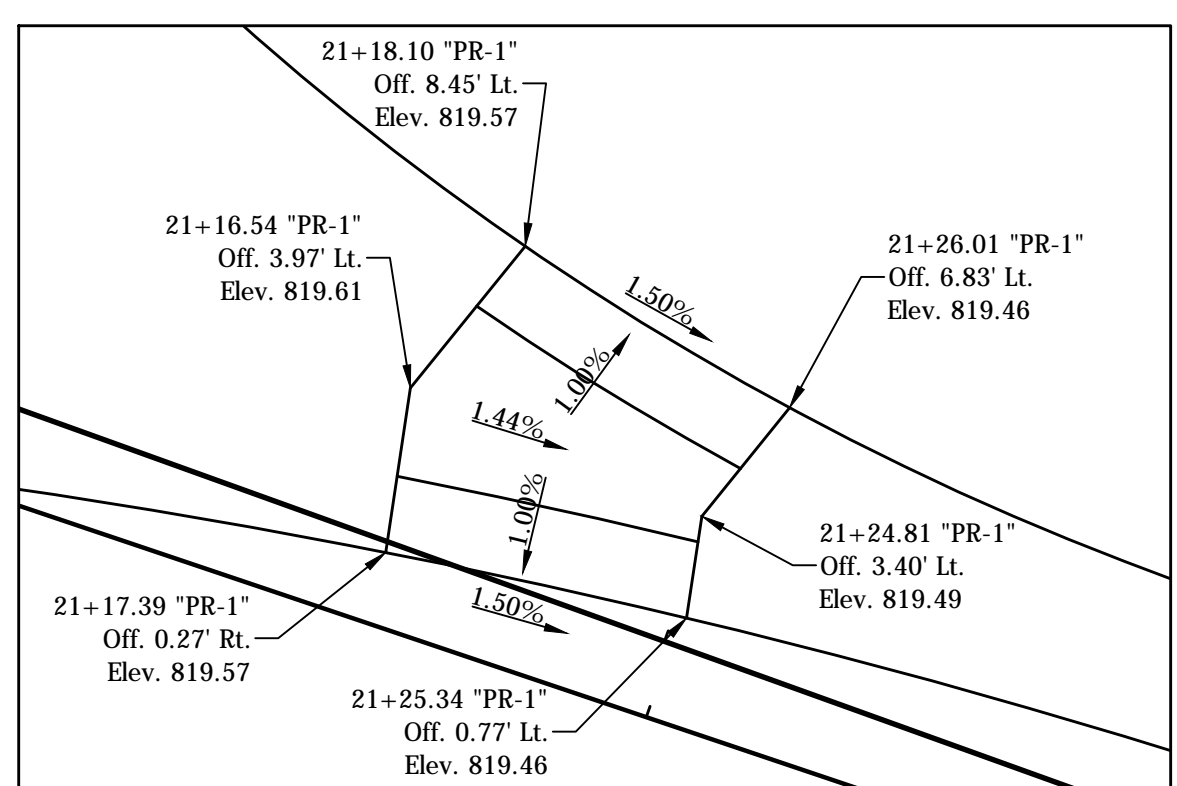 21+18.10 "PR-1"
Off. 8.45' Lt.
Elev. 819.57
21+16.54 "PR-1"
Off. 3.97' Lt.
Elev. 819.61
21+26.01 "PR-1"
Off. 6.83' Lt.
Elev. 819.46
1.50%
1.00%
1.44%
1.00%
1.50%
21+24.81 "PR-1"
Off. 3.40' Lt.
Elev. 819.49
21+17.39 "PR-1"
Off. 0.27' Rt.
Elev. 819.57
21+25.34 "PR-1"
Off. 0.77' Lt.
Elev. 819.46